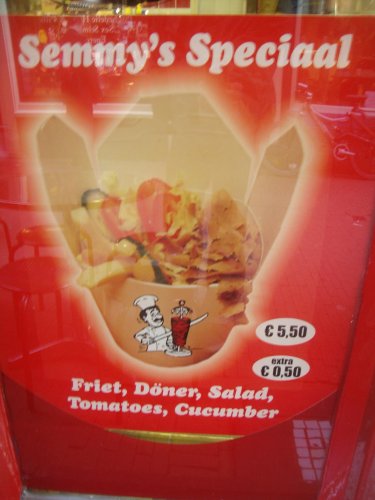 Semmy's Speciaal
€ 5,50
extra
€ 0,50
Friet, Döner, Salad,
Tomatoes, Cucumber